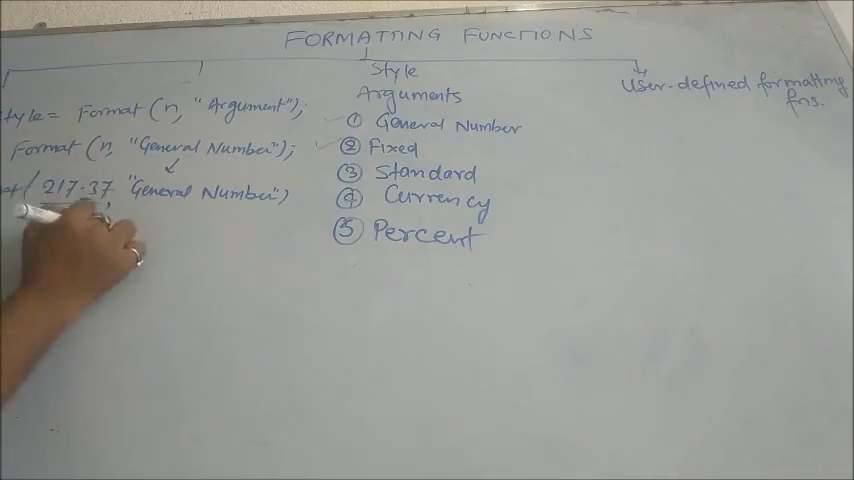 FORMATTING FUNCTIONS
Style
Arguments
① General Number
② Fixed
③ Standard
④ Currency
⑤ Percent
User-defined formatting
fns.
style = Format (n, "Argument");
Format (n, "General Number");
217.37, "General Number")